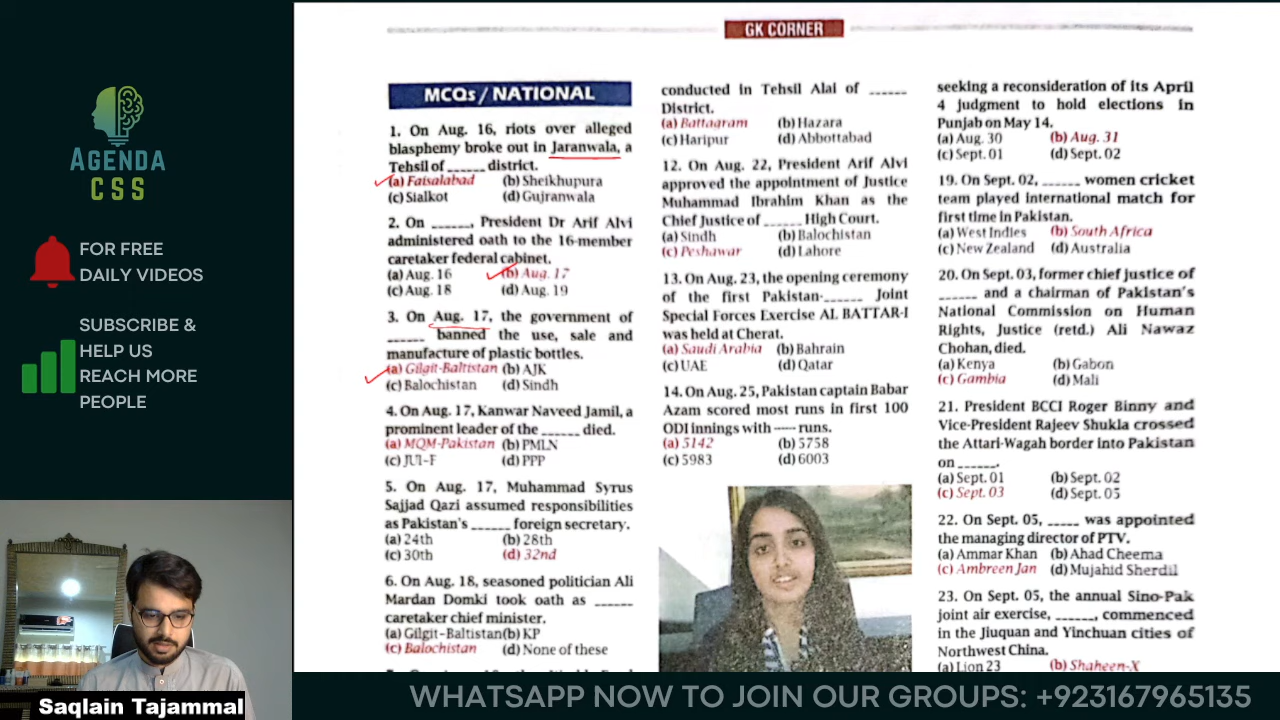 AGENDA
CSS
FOR FREE
DAILY VIDEOS
SUBSCRIBE &
HELP US
REACH MORE
PEOPLE
Saqlain Tajammal
GK CORNER
MCQs / NATIONAL
1. On Aug. 16, riots over alleged
blasphemy broke out in Jaranwala, a
Tehsil of ______ district.
(a) Faisalabad (b) Sheikhupura
(c) Sialkot (d) Gujranwala
2. On ______, President Dr Arif Alvi
administered oath to the 16-member
caretaker federal cabinet.
(a) Aug. 16 (b) Aug. 17
(c) Aug. 18 (d) Aug. 19
3. On Aug. 17, the government of
______ banned the use, sale and
manufacture of plastic bottles.
(a) Gilgit-Baltistan (b) AJK
(c) Balochistan (d) Sindh
4. On Aug. 17, Kanwar Naveed Jamil, a
prominent leader of the ______ died.
(a) MQM-Pakistan (b) PMLN
(c) JUI-F (d) PPP
5. On Aug. 17, Muhammad Syrus
Sajjad Qazi assumed responsibilities
as Pakistan's ______ foreign secretary.
(a) 24th (b) 28th
(c) 30th (d) 32nd
6. On Aug. 18, seasoned politician Ali
Mardan Domki took oath as ______
caretaker chief minister.
(a) Gilgit-Baltistan(b) KP
(c) Balochistan (d) None of these
conducted in Tehsil Alai of ______
District.
(a) Battagram (b) Hazara
(c) Haripur (d) Abbottabad
12. On Aug. 22, President Arif Alvi
approved the appointment of Justice
Muhammad Ibrahim Khan as the
Chief Justice of ______ High Court.
(a) Sindh (b) Balochistan
(c) Peshawar (d) Lahore
13. On Aug. 23, the opening ceremony
of the first Pakistan-______ Joint
Special Forces Exercise AL BATTAR-I
was held at Cherat.
(a) Saudi Arabia (b) Bahrain
(c) UAE (d) Qatar
14. On Aug. 25, Pakistan captain Babar
Azam scored most runs in first 100
ODI innings with ----- runs.
(a) 5142 (b) 5758
(c) 5983 (d) 6003
seeking a reconsideration of its April
4 judgment to hold elections in
Punjab on May 14.
(a) Aug. 30 (b) Aug. 31
(c) Sept. 01 (d) Sept. 02
19. On Sept. 02, ______ women cricket
team played international match for
first time in Pakistan.
(a) West Indies (b) South Africa
(c) New Zealand (d) Australia
20. On Sept. 03, former chief justice of
______ and a chairman of Pakistan's
National Commission on Human
Rights, Justice (retd.) Ali Nawaz
Chohan, died.
(a) Kenya (b) Gabon
(c) Gambia (d) Mali
21. President BCCI Roger Binny and
Vice-President Rajeev Shukla crossed
the Attari-Wagah border into Pakistan
on ______.
(a) Sept. 01 (b) Sept. 02
(c) Sept. 03 (d) Sept. 05
22. On Sept. 05, _____ was appointed
the managing director of PTV.
(a) Ammar Khan (b) Ahad Cheema
(c) Ambreen Jan (d) Mujahid Sherdil
23. On Sept. 05, the annual Sino-Pak
joint air exercise, ______, commenced
in the Jiuquan and Yinchuan cities of
Northwest China.
(a) Lion 23 (b) Shaheen-X
WHATSAPP NOW TO JOIN OUR GROUPS: +923167965135